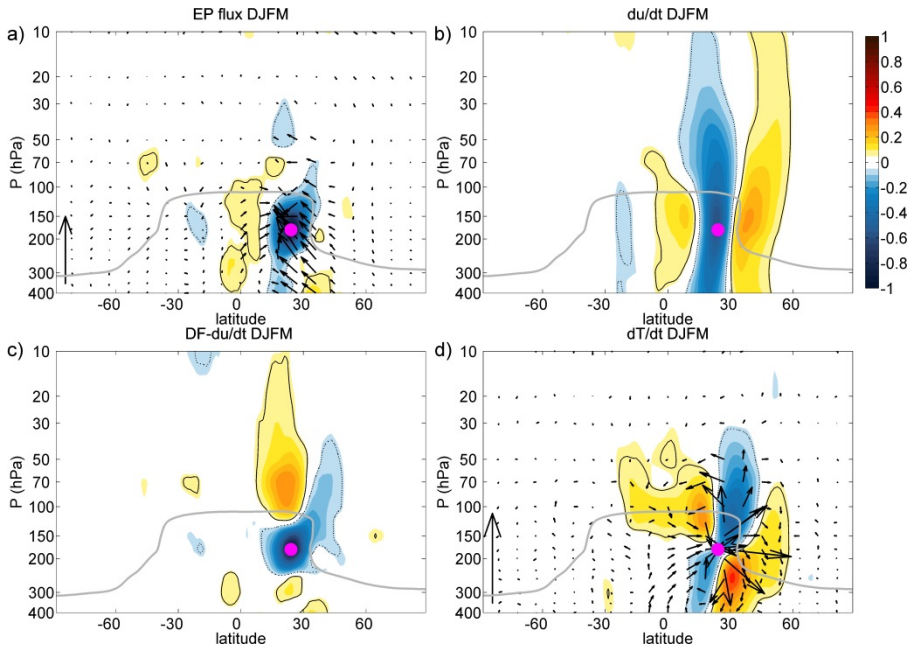 EP flux DJFM
a)
10
20
30
50
70
100
150
200
300
400
P (hPa)
-60 -30 0 30 60
latitude
du/dt DJFM
b)
10
20
30
50
70
100
150
200
300
400
P (hPa)
-60 -30 0 30 60
latitude
1
0.8
0.6
0.4
0.2
0
-0.2
-0.4
-0.6
-0.8
-1
DF-du/dt DJFM
c)
10
20
30
50
70
100
150
200
300
400
P (hPa)
-60 -30 0 30 60
latitude
dT/dt DJFM
d)
10
20
30
50
70
100
150
200
300
400
P (hPa)
-60 -30 0 30 60
latitude